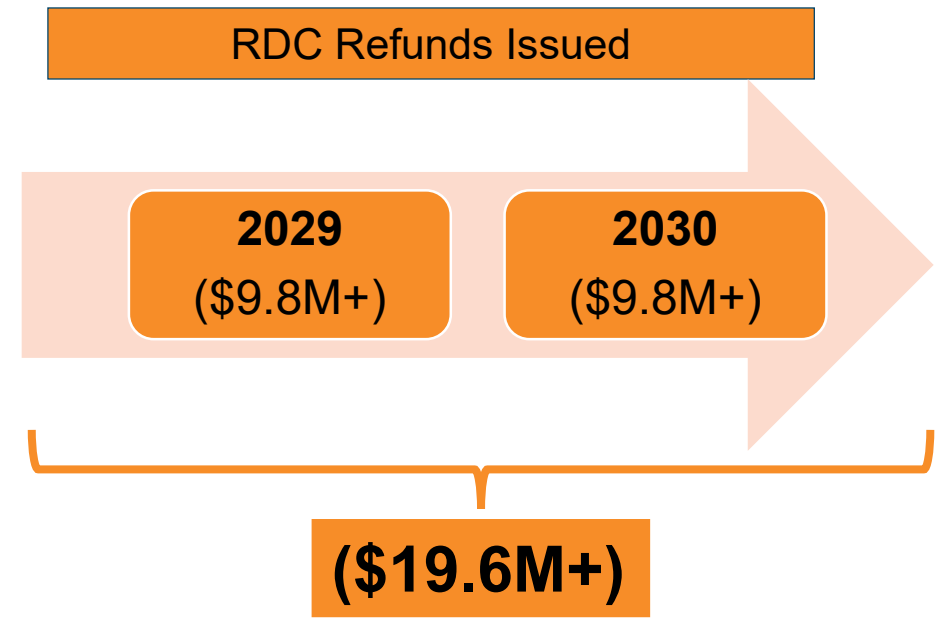 RDC Refunds Issued
2029
($9.8M+)
2030
($9.8M+)
($19.6M+)